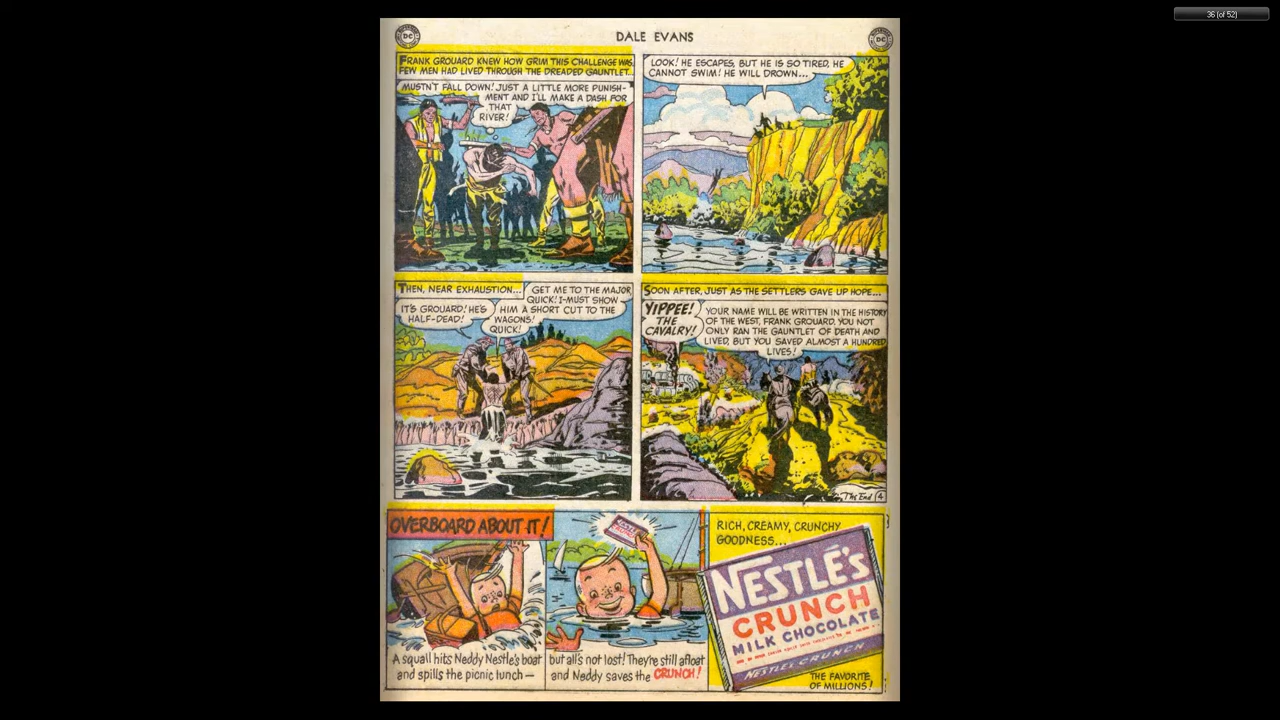 36 (of 52)
DC
DALE EVANS
DC
FRANK GROUARD KNEW HOW GRIM THIS CHALLENGE WAS.
FEW MEN HAD LIVED THROUGH THE DREADED GAUNTLET...
MUSTN'T FALL DOWN! JUST A LITTLE MORE PUNISH-
MENT AND I'LL MAKE A DASH FOR
THAT
RIVER!
LOOK! HE ESCAPES, BUT HE IS SO TIRED, HE
CANNOT SWIM! HE WILL DROWN...
THEN, NEAR EXHAUSTION...
IT'S GROUARD! HE'S
HALF-DEAD!
GET ME TO THE MAJOR,
QUICK! I-MUST SHOW
HIM A SHORT CUT TO THE
WAGONS!
QUICK!
SOON AFTER, JUST AS THE SETTLERS GAVE UP HOPE...
YIPPEE!
THE
CAVALRY!
YOUR NAME WILL BE WRITTEN IN THE HISTORY
OF THE WEST, FRANK GROUARD. YOU NOT
ONLY RAN THE GAUNTLET OF DEATH AND
LIVED, BUT YOU SAVED ALMOST A HUNDRED
LIVES!
The End
4
OVERBOARD ABOUT IT!
A squall hits Neddy Nestlé's boat
and spills the picnic lunch—
NESTLÉ'S
CRUNCH
but all's not lost! They're still afloat
and Neddy saves the CRUNCH!
RICH, CREAMY, CRUNCHY
GOODNESS...
NESTLÉ'S
CRUNCH
MILK CHOCOLATE
NESTLÉ'S CRUNCH
THE FAVORITE
OF MILLIONS!